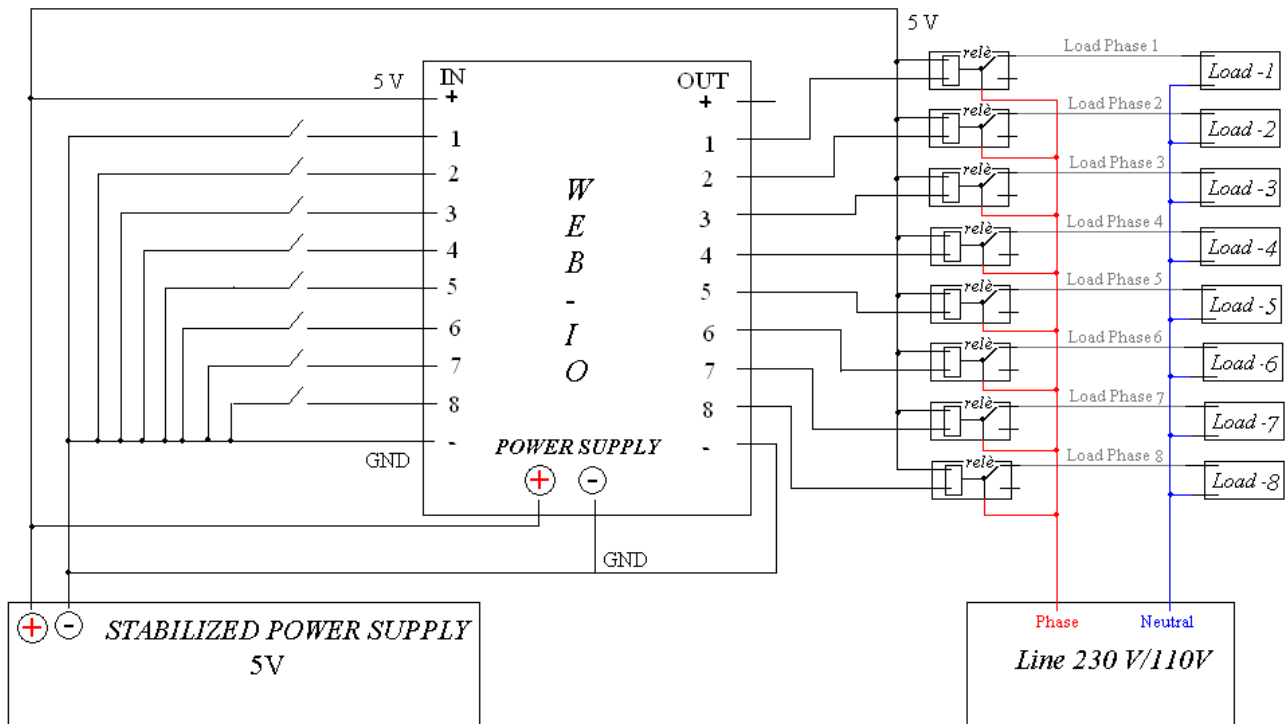 5 V
5 V
IN
OUT
+
+
1
2
3
4
5
6
7
8
-
1
2
3
4
5
6
7
8
-
WEB-IO
GND
POWER SUPPLY
+ -
GND
relè
Load Phase 1
Load -1
relè
Load Phase 2
Load -2
relè
Load Phase 3
Load -3
relè
Load Phase 4
Load -4
relè
Load Phase 5
Load -5
relè
Load Phase6
Load -6
relè
Load Phase 7
Load -7
relè
Load Phase 8
Load -8
+ - STABILIZED POWER SUPPLY
5V
Phase
Neutral
Line 230 V/110V